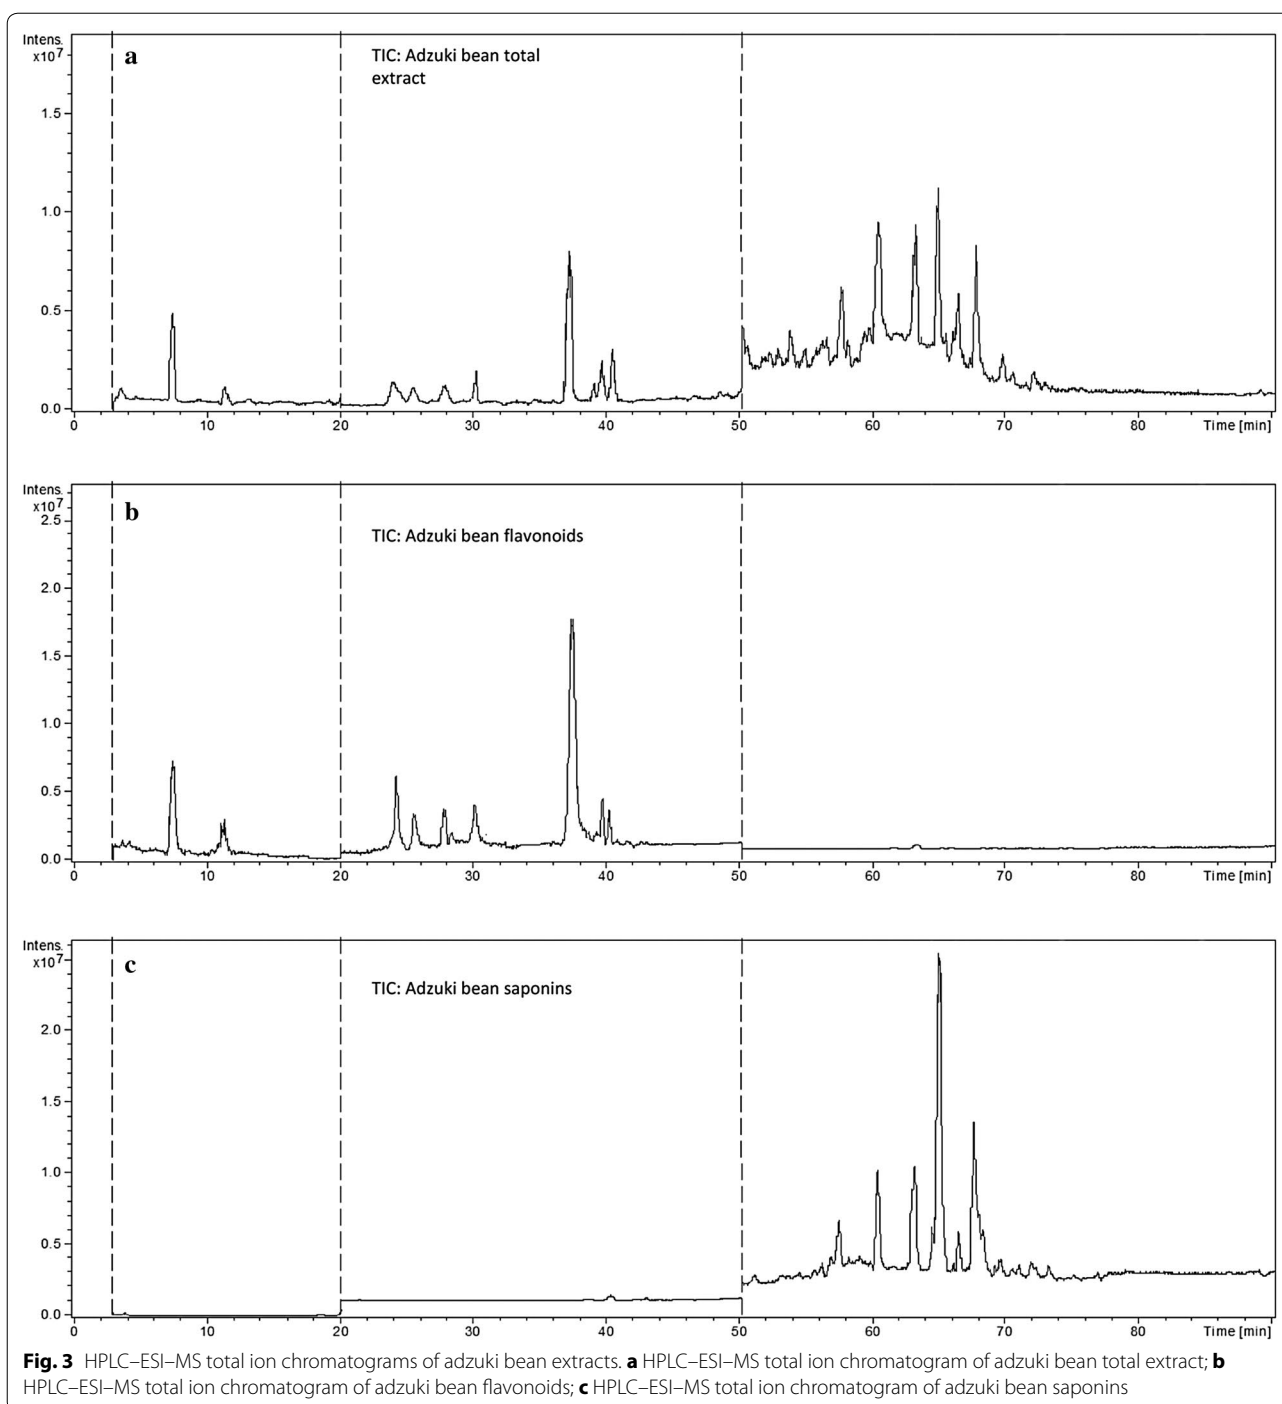 Intens.
x10⁷
a
TIC: Adzuki bean total
extract
1.5
1.0
0.5
0.0
0 10 20 30 40 50 60 70 80 Time [min]
Intens.
x10⁷
b
2.5
TIC: Adzuki bean flavonoids
2.0
1.5
1.0
0.5
0.0
0 10 20 30 40 50 60 70 80 Time [min]
Intens.
x10⁷
c
TIC: Adzuki bean saponins
2.0
1.5
1.0
0.5
0.0
0 10 20 30 40 50 60 70 80 Time [min]
Fig. 3 HPLC–ESI–MS total ion chromatograms of adzuki bean extracts. a HPLC–ESI–MS total ion chromatogram of adzuki bean total extract; b
HPLC–ESI–MS total ion chromatogram of adzuki bean flavonoids; c HPLC–ESI–MS total ion chromatogram of adzuki bean saponins